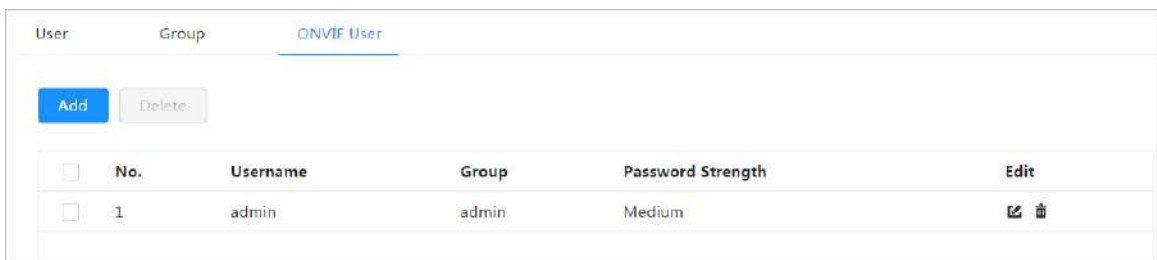 User Group ONVIF User
Add Delete
No. Username Group Password Strength Edit
1 admin admin Medium